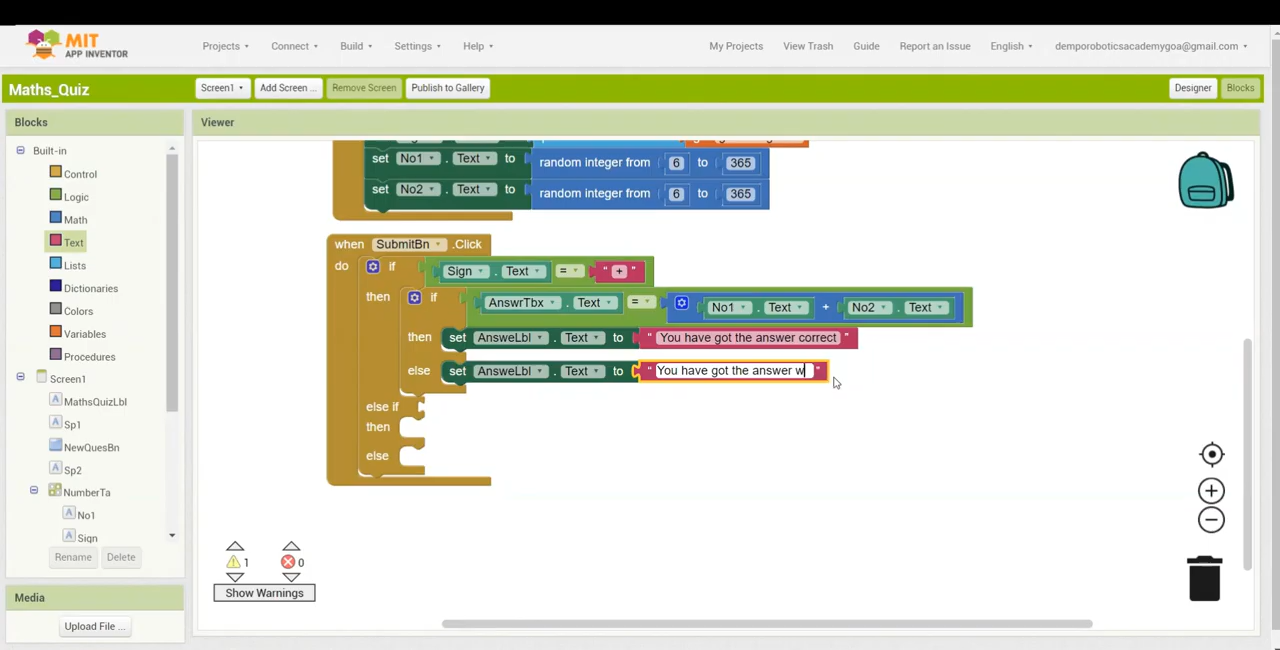 MIT
APP INVENTOR
Projects Connect Build Settings Help My Projects View Trash Guide Report an Issue English demporoboticsacademygoa@gmail.com
Maths_Quiz Screen1 Add Screen ... Remove Screen Publish to Gallery Designer Blocks
Blocks
Viewer
Built-in
Control
Logic
Math
Text
Lists
Dictionaries
Colors
Variables
Procedures
Screen1
MathsQuizLbl
Sp1
NewQuesBn
Sp2
NumberTa
No1
Sign
Rename Delete
Media
Upload File ...
set No1 . Text to random integer from 6 to 365
set No2 . Text to random integer from 6 to 365
when SubmitBn .Click
do if Sign . Text = " + "
then if AnswrTbx . Text = No1 . Text + No2 . Text
then set AnsweLbl . Text to " You have got the answer correct "
else set AnsweLbl . Text to " You have got the answer w "
else if
then
else
1 0
Show Warnings